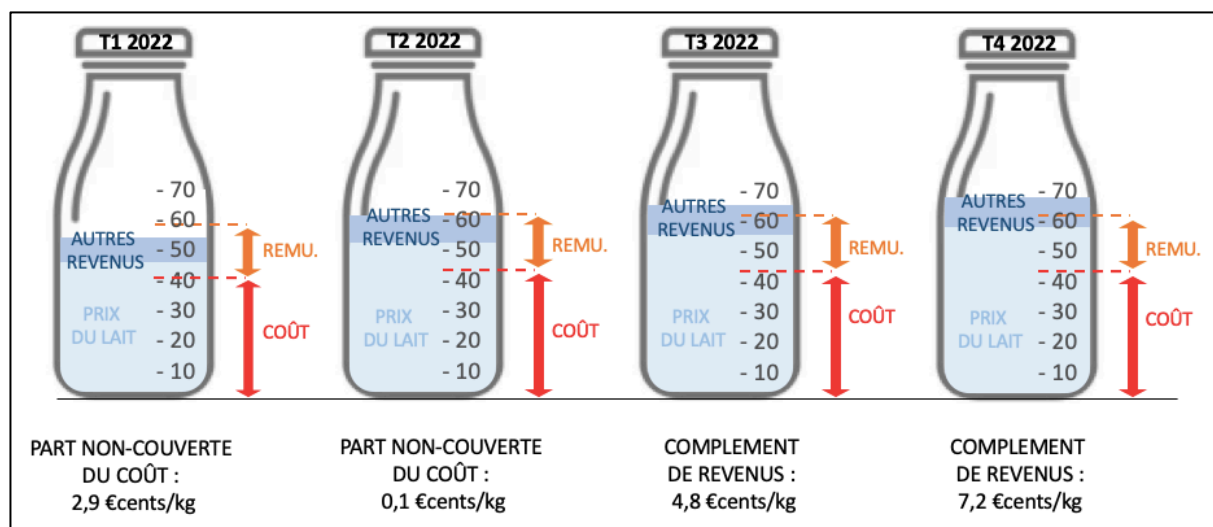 T1 2022
- 70
- 60
AUTRES
REVENUS
- 50
- 40
PRIX
DU LAIT
- 30
- 20
- 10
REMU.
COÛT
PART NON-COUVERTE
DU COÛT :
2,9 €cents/kg
T2 2022
- 70
AUTRES
REVENUS
- 60
- 50
- 40
PRIX
DU LAIT
- 30
- 20
- 10
REMU.
COÛT
PART NON-COUVERTE
DU COÛT :
0,1 €cents/kg
T3 2022
- 70
AUTRES
REVENUS
- 60
- 50
- 40
PRIX
DU LAIT
- 30
- 20
- 10
REMU.
COÛT
COMPLEMENT
DE REVENUS :
4,8 €cents/kg
T4 2022
- 70
AUTRES
REVENUS
- 60
- 50
- 40
PRIX
DU LAIT
- 30
- 20
- 10
REMU.
COÛT
COMPLEMENT
DE REVENUS :
7,2 €cents/kg